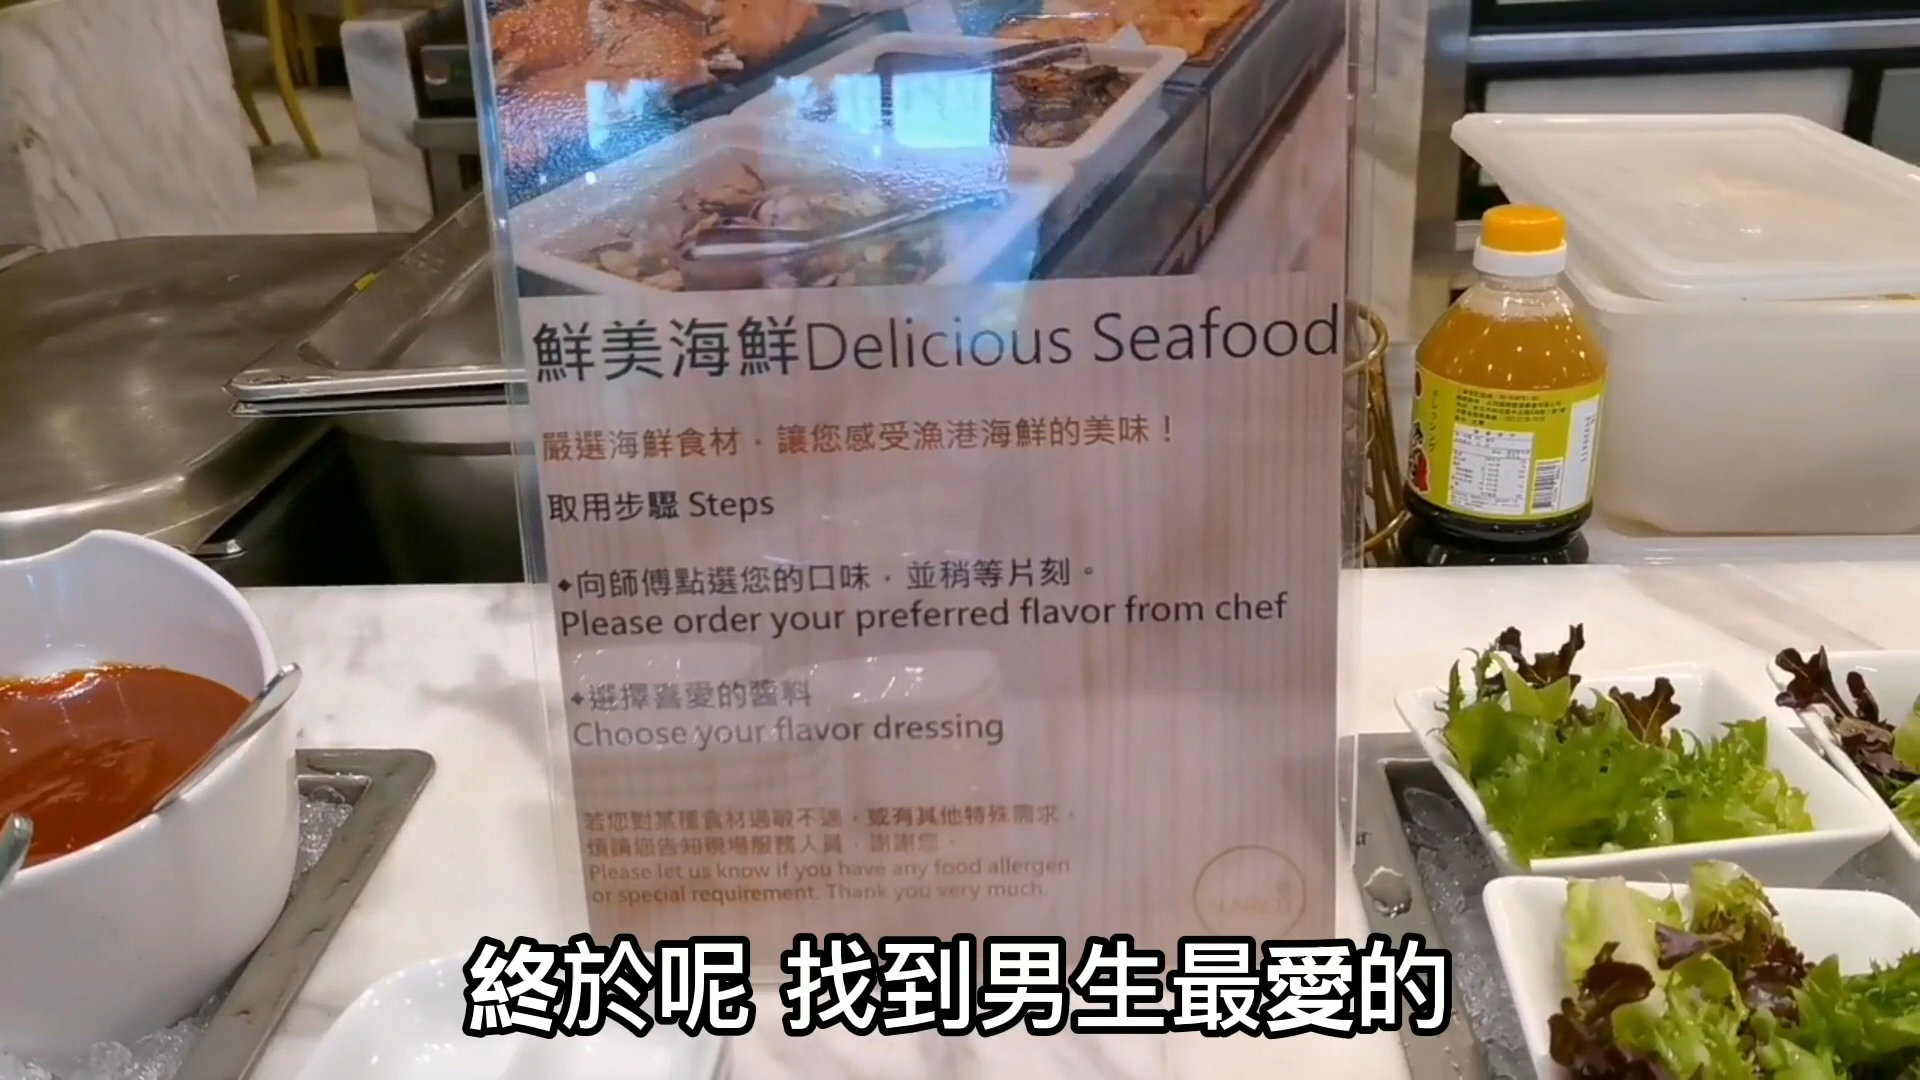 鮮美海鮮Delicious Seafood
嚴選海鮮食材，讓您感受漁港海鮮的美味！
取用步驟 Steps
◆向師傅點選您的口味，並稍等片刻。
Please order your preferred flavor from chef
◆選擇喜愛的醬料
Choose your flavor dressing
若您對某種食材過敏不適，或有其他特殊需求，
煩請您告知現場服務人員，謝謝您。
Please let us know if you have any food allergen
or special requirement. Thank you very much.
終於呢 找到男生最愛的